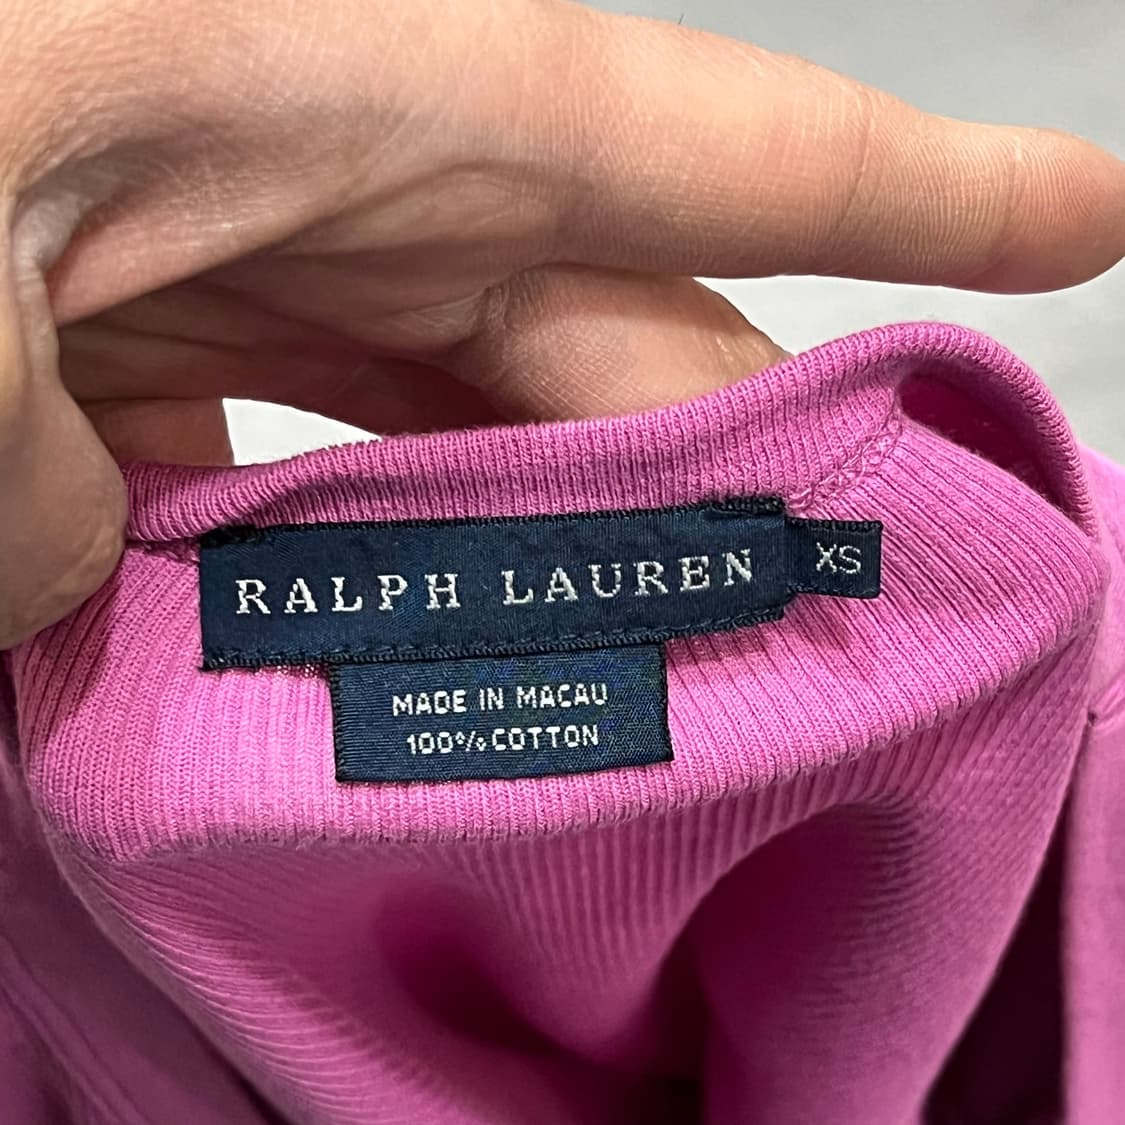 RALPH LAUREN
XS
MADE IN MACAU
100% COTTON